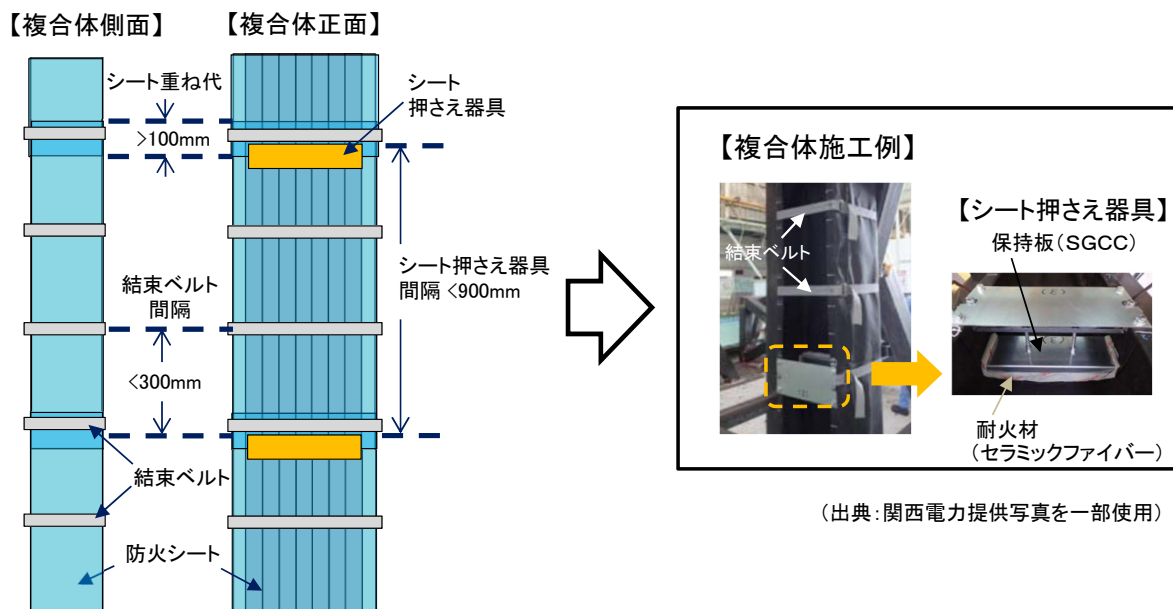 【複合体側面】
【複合体正面】
シート重ね代
>100mm
シート
押さえ器具
結束ベルト
間隔
<300mm
シート押さえ器具
間隔 <900mm
結束ベルト
防火シート
【複合体施工例】
結束ベルト
【シート押さえ器具】
保持板(SGCC)
耐火材
(セラミックファイバー)
(出典:関西電力提供写真を一部使用)